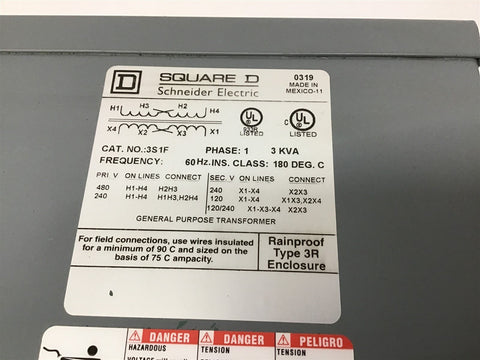 D SQUARE D
Schneider Electric
0319
MADE IN
MEXICO-11
H1 H3 H2 H4
X4 X2 X3 X1
UL
933R
LISTED
C UL
LISTED
CAT. NO.:3S1F PHASE: 1 3 KVA
FREQUENCY: 60Hz. INS. CLASS: 180 DEG. C
PRI V ON LINES CONNECT SEC. V ON LINES CONNECT
480 H1-H4 H2H3 240 X1-X4 X2X3
240 H1-H4 H1H3,H2H4 120 X1-X4 X1X3,X2X4
120/240 X1-X3-X4 X2X3
GENERAL PURPOSE TRANSFORMER
For field connections, use wires insulated
for a minimum of 90 C and sized on the
basis of 75 C ampacity.
Rainproof
Type 3R
Enclosure
DANGER DANGER PELIGRO
HAZARDOUS TENSION TENSION